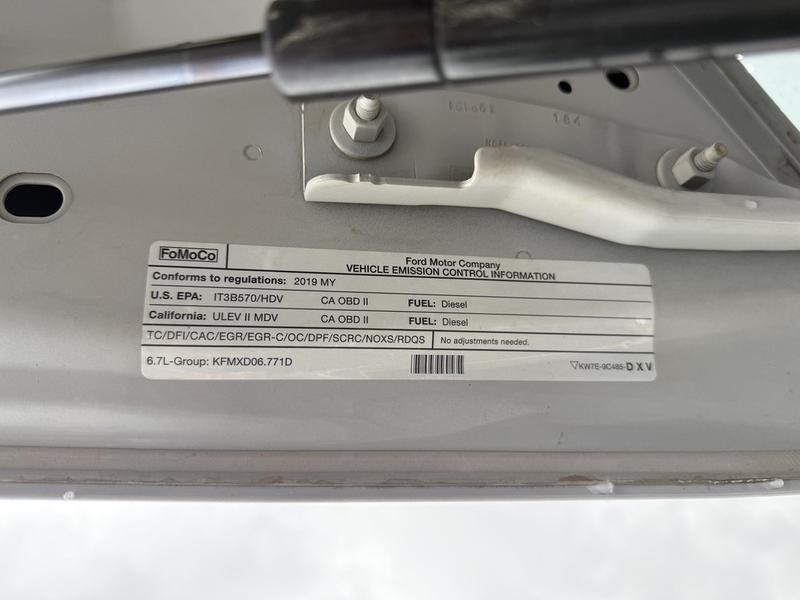 184
FoMoCo
Ford Motor Company
VEHICLE EMISSION CONTROL INFORMATION
Conforms to regulations: 2019 MY
U.S. EPA: IT3B570/HDV CA OBD II FUEL: Diesel
California: ULEV II MDV CA OBD II FUEL: Diesel
TC/DFI/CAC/EGR/EGR-C/OC/DPF/SCRC/NOXS/RDQS No adjustments needed.
6.7L-Group: KFMXD06.771D ▽KW7E-9C485-DXV